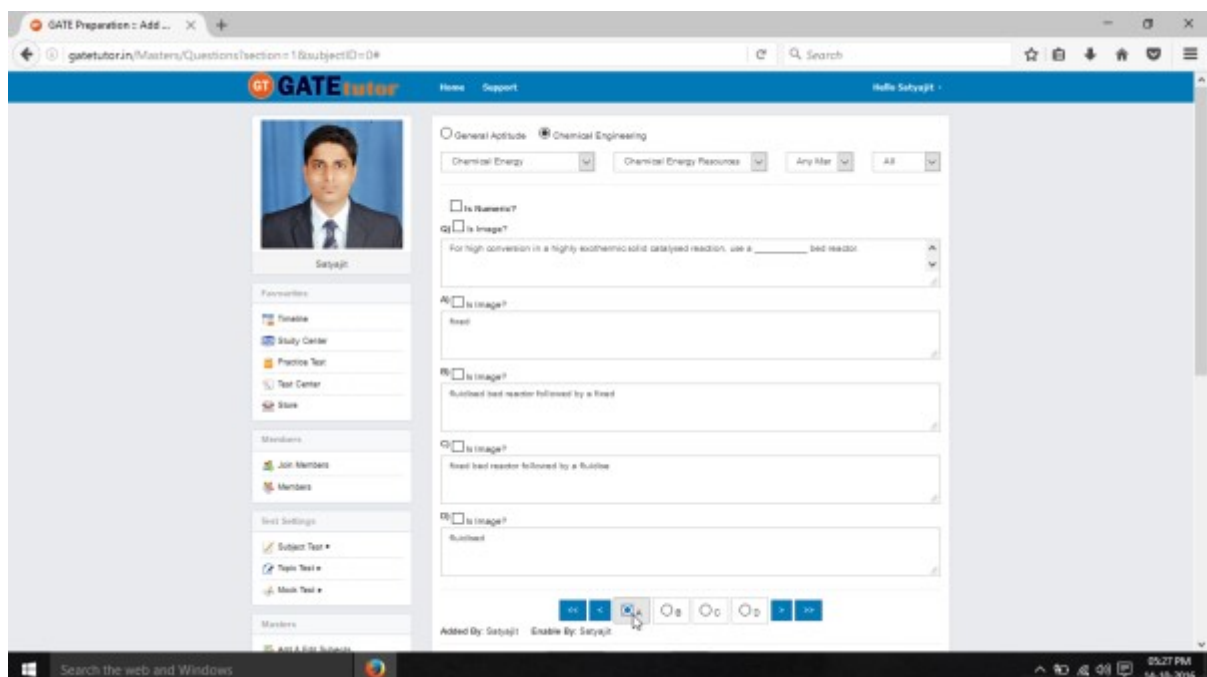 GATE Preparation :: Add ...
gatetutor.in/Masters/Questions?section=1&subjectID=0#
Search
GT GATEtutor
Home Support
Hello Satyajit
General Aptitude Chemical Engineering
Chemical Energy Chemical Energy Resources Any Mar All
Is Numeric?
Q) Is Image?
For high conversion in a highly exothermic solid catalysed reaction, use a __________ bed reactor.
A) Is Image?
fixed
B) Is Image?
fluidised bed reactor followed by a fixed
C) Is Image?
fixed bed reactor followed by a fluidise
D) Is Image?
fluidised
<< < A B C D > >>
Added By: Satyajit Enable By: Satyajit
Satyajit
Favourites
Timeline
Study Center
Practice Test
Test Center
Store
Members
Join Members
Members
Test Settings
Subject Test
Topic Test
Mock Test
Masters
Add & Edit Subjects
Search the web and Windows
05:27 PM